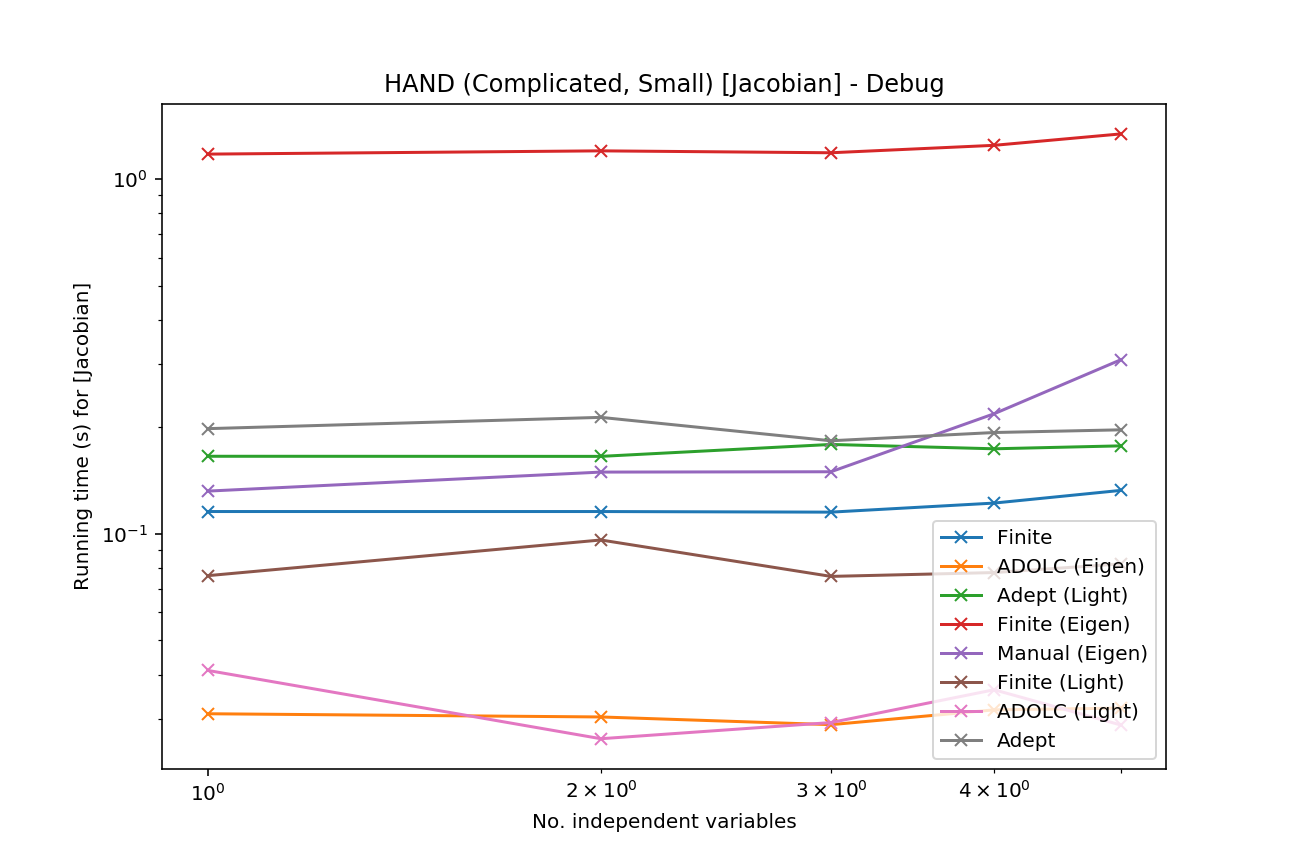 HAND (Complicated, Small) [Jacobian] - Debug
Running time (s) for [Jacobian]
10⁰
10⁻¹
Finite
ADOLC (Eigen)
Adept (Light)
Finite (Eigen)
Manual (Eigen)
Finite (Light)
ADOLC (Light)
Adept
10⁰ 2 × 10⁰ 3 × 10⁰ 4 × 10⁰
No. independent variables